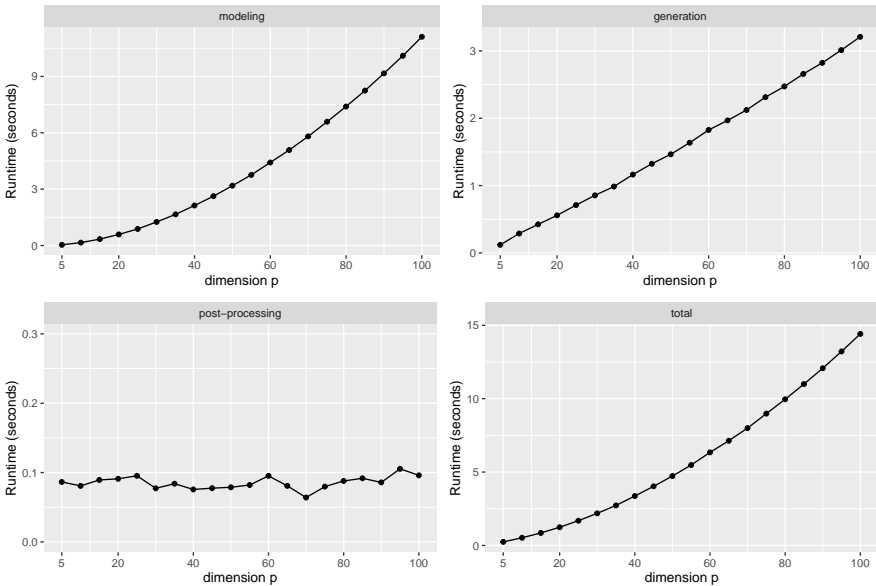 modeling
Runtime (seconds)
9
6
3
0
5 20 40 60 80 100
dimension p
generation
Runtime (seconds)
3
2
1
0
5 20 40 60 80 100
dimension p
post−processing
Runtime (seconds)
0.3
0.2
0.1
0.0
5 20 40 60 80 100
dimension p
total
Runtime (seconds)
15
10
5
0
5 20 40 60 80 100
dimension p